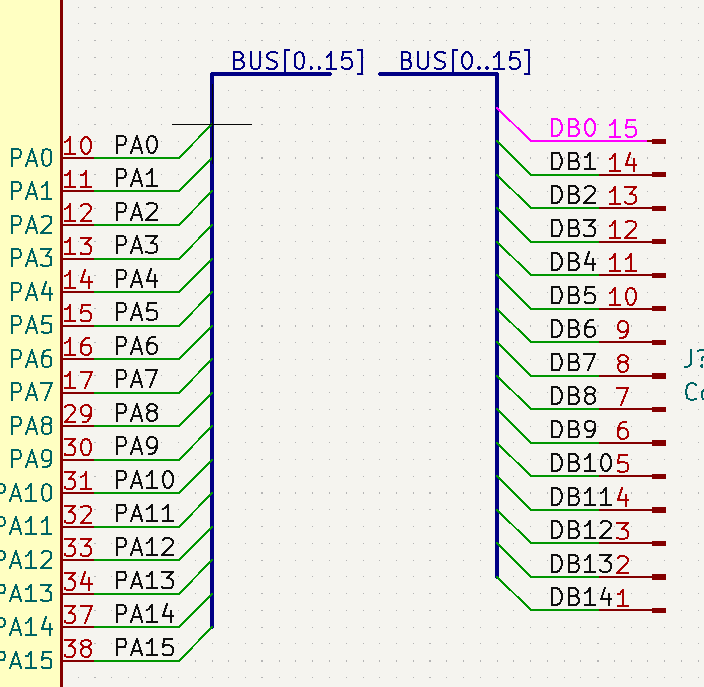 BUS[0..15] BUS[0..15]
PA0 10 PA0 DB0 15
PA1 11 PA1 DB1 14
PA2 12 PA2 DB2 13
PA3 13 PA3 DB3 12
PA4 14 PA4 DB4 11
PA5 15 PA5 DB5 10
PA6 16 PA6 DB6 9
PA7 17 PA7 DB7 8 J?
PA8 29 PA8 DB8 7 Co
PA9 30 PA9 DB9 6
PA10 31 PA10 DB10 5
PA11 32 PA11 DB11 4
PA12 33 PA12 DB12 3
PA13 34 PA13 DB13 2
PA14 37 PA14 DB14 1
PA15 38 PA15